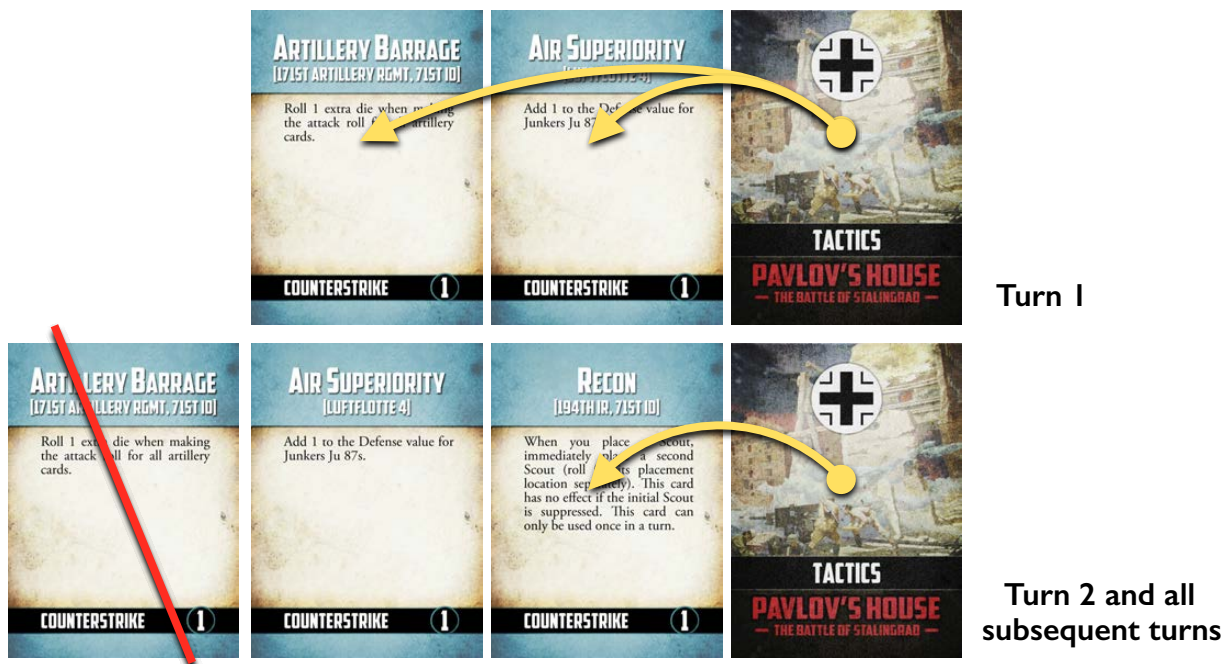 ARTILLERY BARRAGE
[171ST ARTILLERY RGMT, 71ST ID]
Roll 1 extra die when making
the attack roll for all artillery
cards.
COUNTERSTRIKE 1
AIR SUPERIORITY
[LUFTFLOTTE 4]
Add 1 to the Defense value for
Junkers Ju 87
COUNTERSTRIKE 1
TACTICS
PAVLOV'S HOUSE
— THE BATTLE OF STALINGRAD —
Turn 1
ARTILLERY BARRAGE
[171ST ARTILLERY RGMT, 71ST ID]
Roll 1 extra die when making
the attack roll for all artillery
cards.
COUNTERSTRIKE 1
AIR SUPERIORITY
[LUFTFLOTTE 4]
Add 1 to the Defense value for
Junkers Ju 87s.
COUNTERSTRIKE 1
RECON
[194TH IR, 71ST ID]
When you place a Scout,
immediately place a second
Scout (roll for its placement
location separately). This card
has no effect if the initial Scout
is suppressed. This card can
only be used once in a turn.
COUNTERSTRIKE 1
TACTICS
PAVLOV'S HOUSE
— THE BATTLE OF STALINGRAD —
Turn 2 and all
subsequent turns